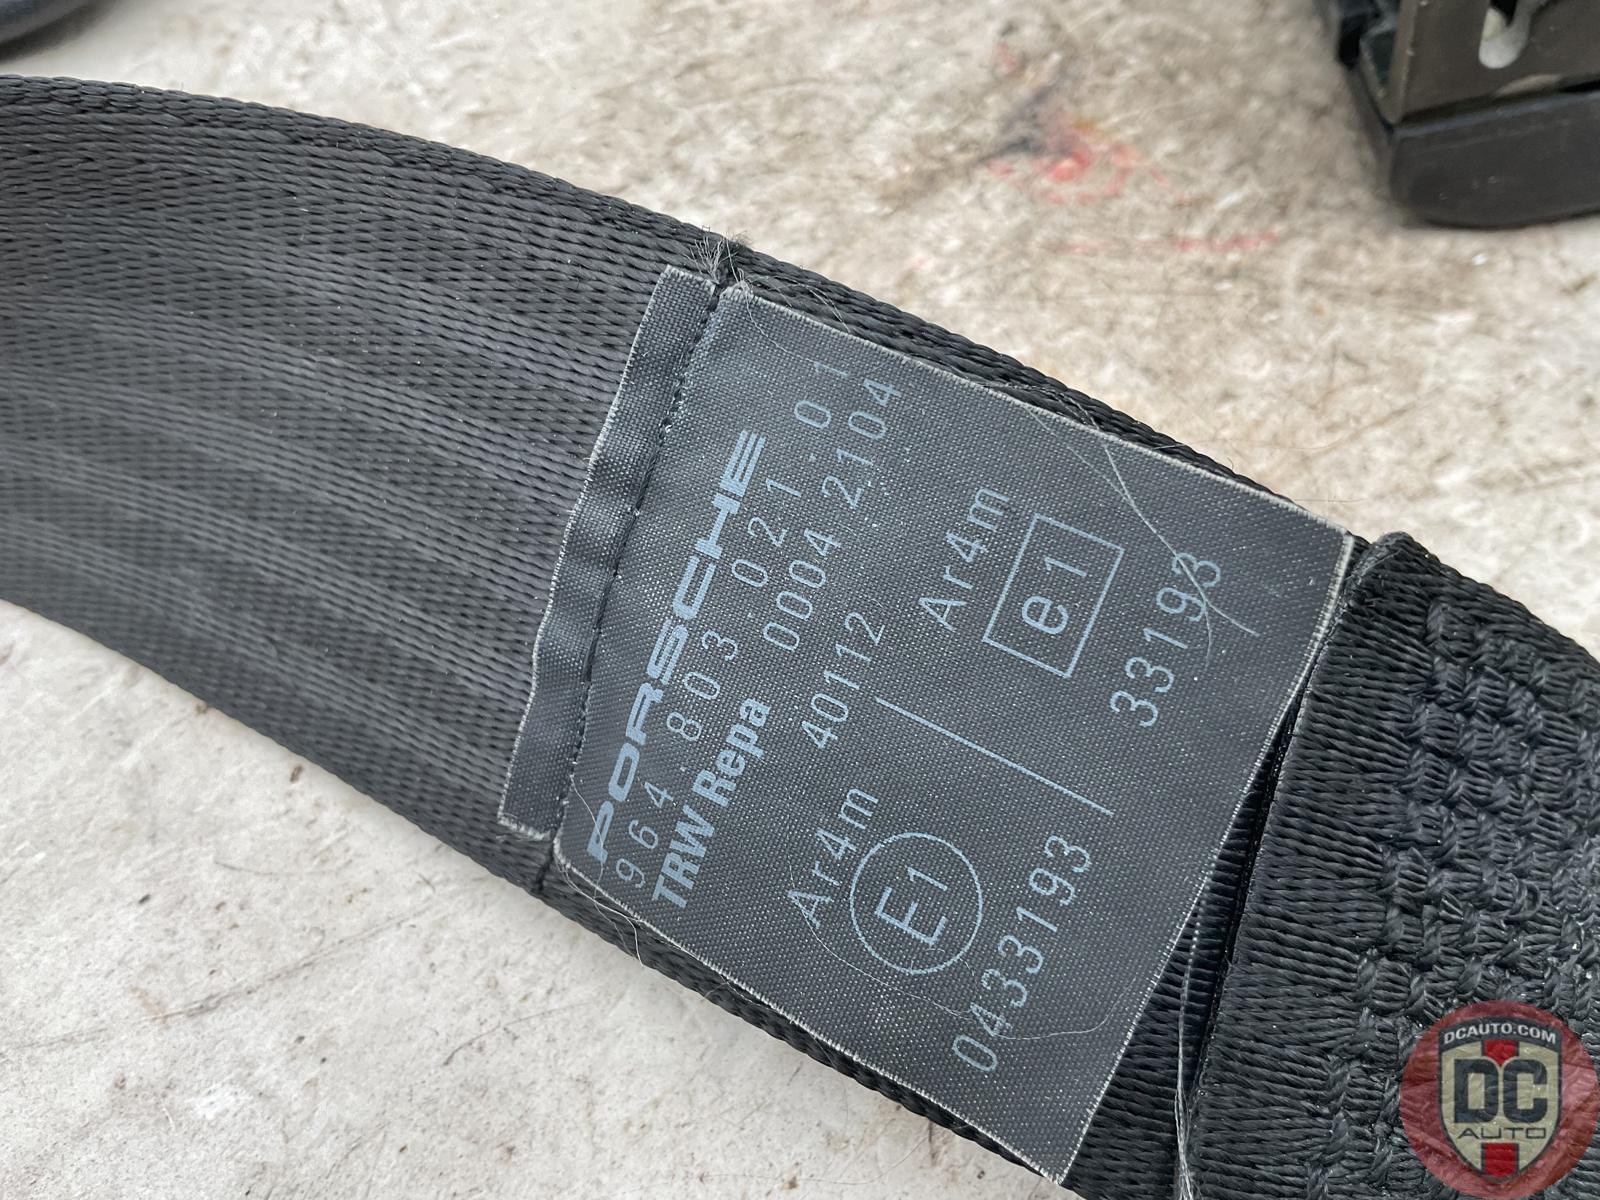 PORSCHE
964.803.021.01
TRW Repa 0004 2104
40112
Ar4m Ar4m
E1 e1
0433193 33193
DCAUTO.COM
DC
AUTO